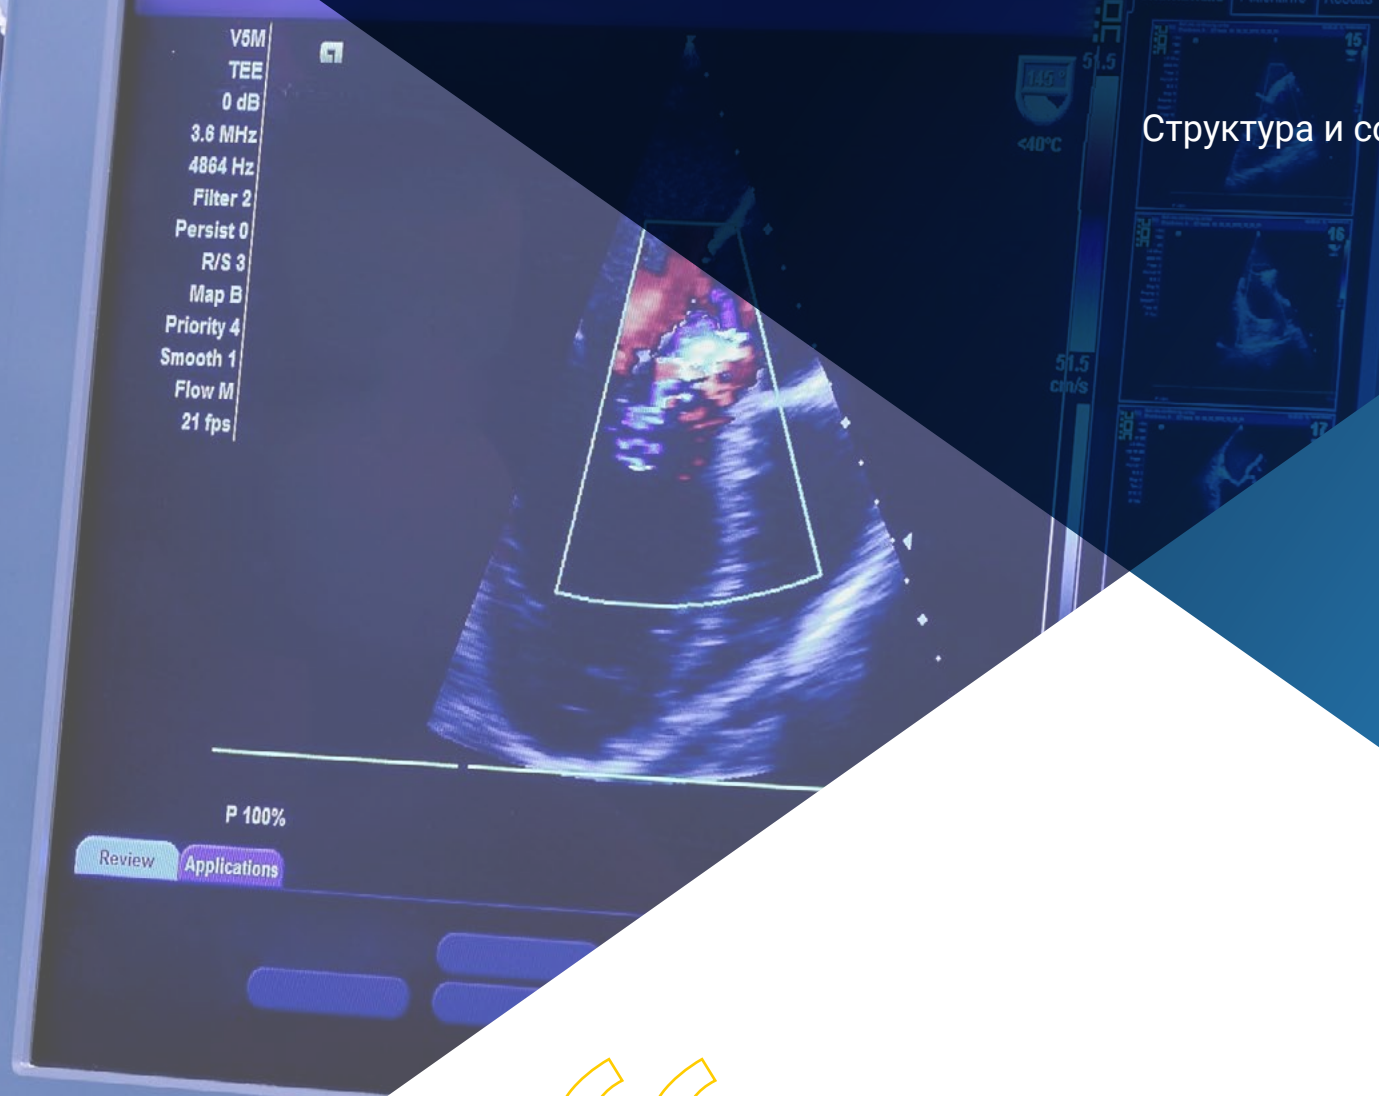 V5M
TEE
0 dB
3.6 MHz
4864 Hz
Filter 2
Persist 0
R/S 3
Map B
Priority 4
Smooth 1
Flow M
21 fps
P 100%
Review
Applications
145°
<40°C
51.5
51.5
cm/s
15
16
17
Структура и со